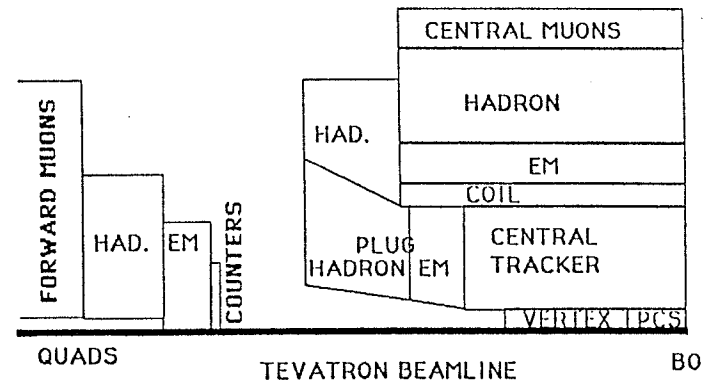 CENTRAL MUONS
HADRON
HAD.
EM
COIL
FORWARD MUONS
HAD.
EM
COUNTERS
PLUG
HADRON
EM
CENTRAL
TRACKER
VERTEX TPCS
QUADS
TEVATRON BEAMLINE
B0